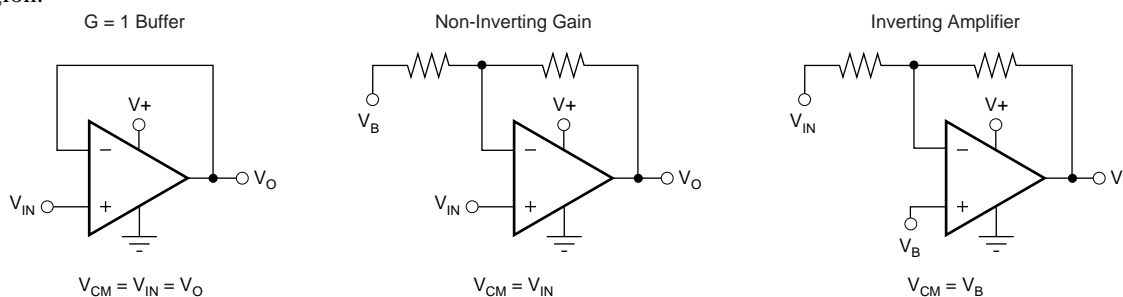 G = 1 Buffer
V+
−
+
V_IN
V_O
V_CM = V_IN = V_O
Non-Inverting Gain
V_B
V+
−
+
V_IN
V_O
V_CM = V_IN
Inverting Amplifier
V_IN
V+
−
+
V_B
V
V_CM = V_B